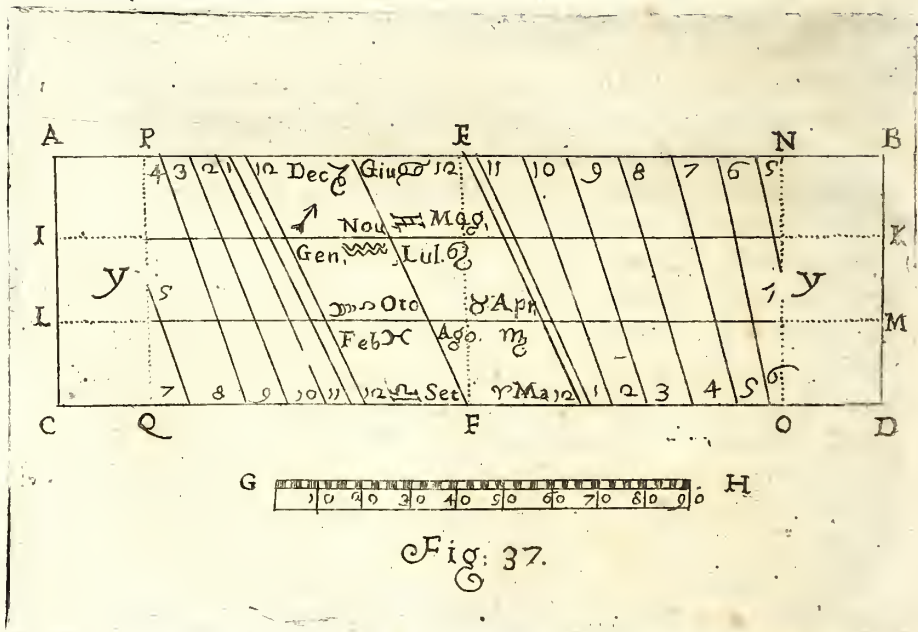 A P E N B
4 3 2 1 12 Dec ♑ Giu ♋ 12 11 10 9 8 7 6 5
♐ Nou ♊ Mag.
I K
Gen. ♒ Lul. ♌
y 5 7 y
♏ Oto ♉ Apr.
L M
Feb ♓ Ago. ♍
7 8 9 10 11 12 ♎ Set ♈ Ma 12 1 2 3 4 5 6
C Q F O D
G H
10 20 30 40 50 60 70 80 90
Fig: 37.